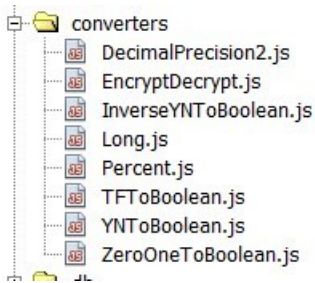 converters
DecimalPrecision2.js
EncryptDecrypt.js
InverseYNToBoolean.js
Long.js
Percent.js
TFToBoolean.js
YNToBoolean.js
ZeroOneToBoolean.js